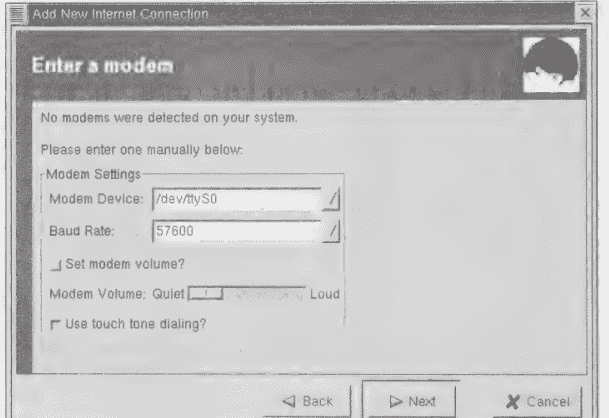 Add New Internet Connection
Enter a modem
No modems were detected on your system.
Please enter one manually below:
Modem Settings
Modem Device: /dev/ttyS0
Baud Rate: 57600
Set modem volume?
Modem Volume: Quiet Loud
Use touch tone dialing?
Back Next Cancel